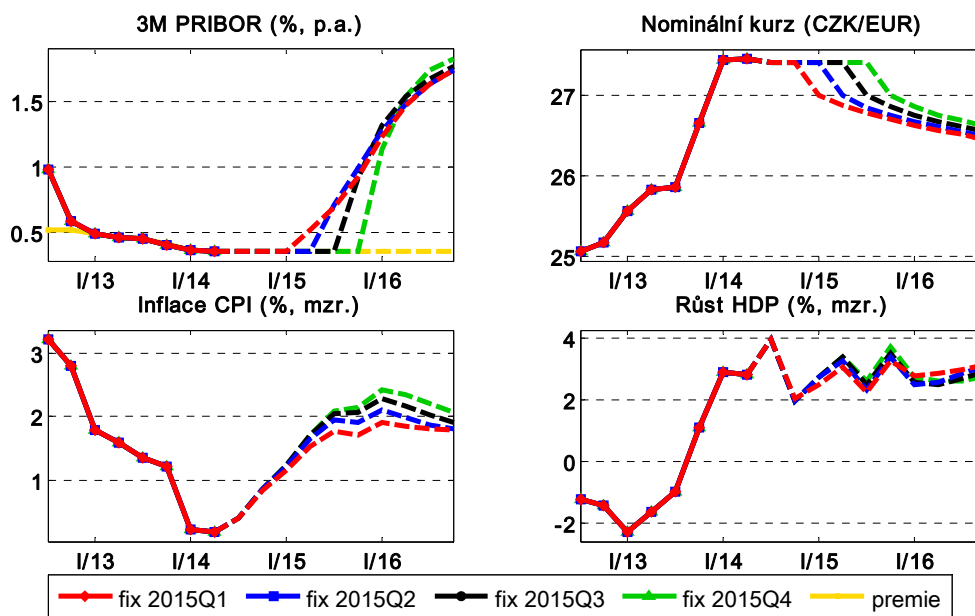 3M PRIBOR (%, p.a.)
1.5
1
0.5
I/13 I/14 I/15 I/16
Nominální kurz (CZK/EUR)
27
26
25
I/13 I/14 I/15 I/16
Inflace CPI (%, mzr.)
3
2
1
I/13 I/14 I/15 I/16
Růst HDP (%, mzr.)
4
2
0
-2
I/13 I/14 I/15 I/16
fix 2015Q1 fix 2015Q2 fix 2015Q3 fix 2015Q4 premie